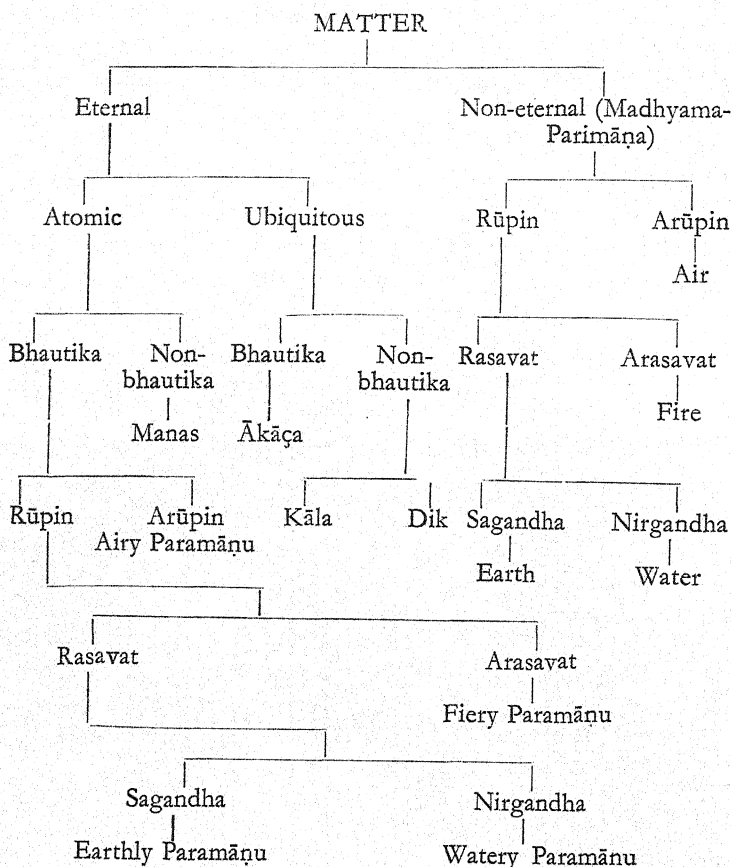 MATTER
Eternal
Non-eternal (Madhyama-
Parimāṇa)
Atomic
Ubiquitous
Rūpin
Arūpin
Air
Bhautika
Non-
bhautika
Bhautika
Non-
bhautika
Rasavat
Arasavat
Manas
Ākāça
Fire
Rūpin
Arūpin
Airy Paramāṇu
Kāla
Dik
Sagandha
Nirgandha
Earth
Water
Rasavat
Arasavat
Fiery Paramāṇu
Sagandha
Nirgandha
Earthly Paramāṇu
Watery Paramāṇu